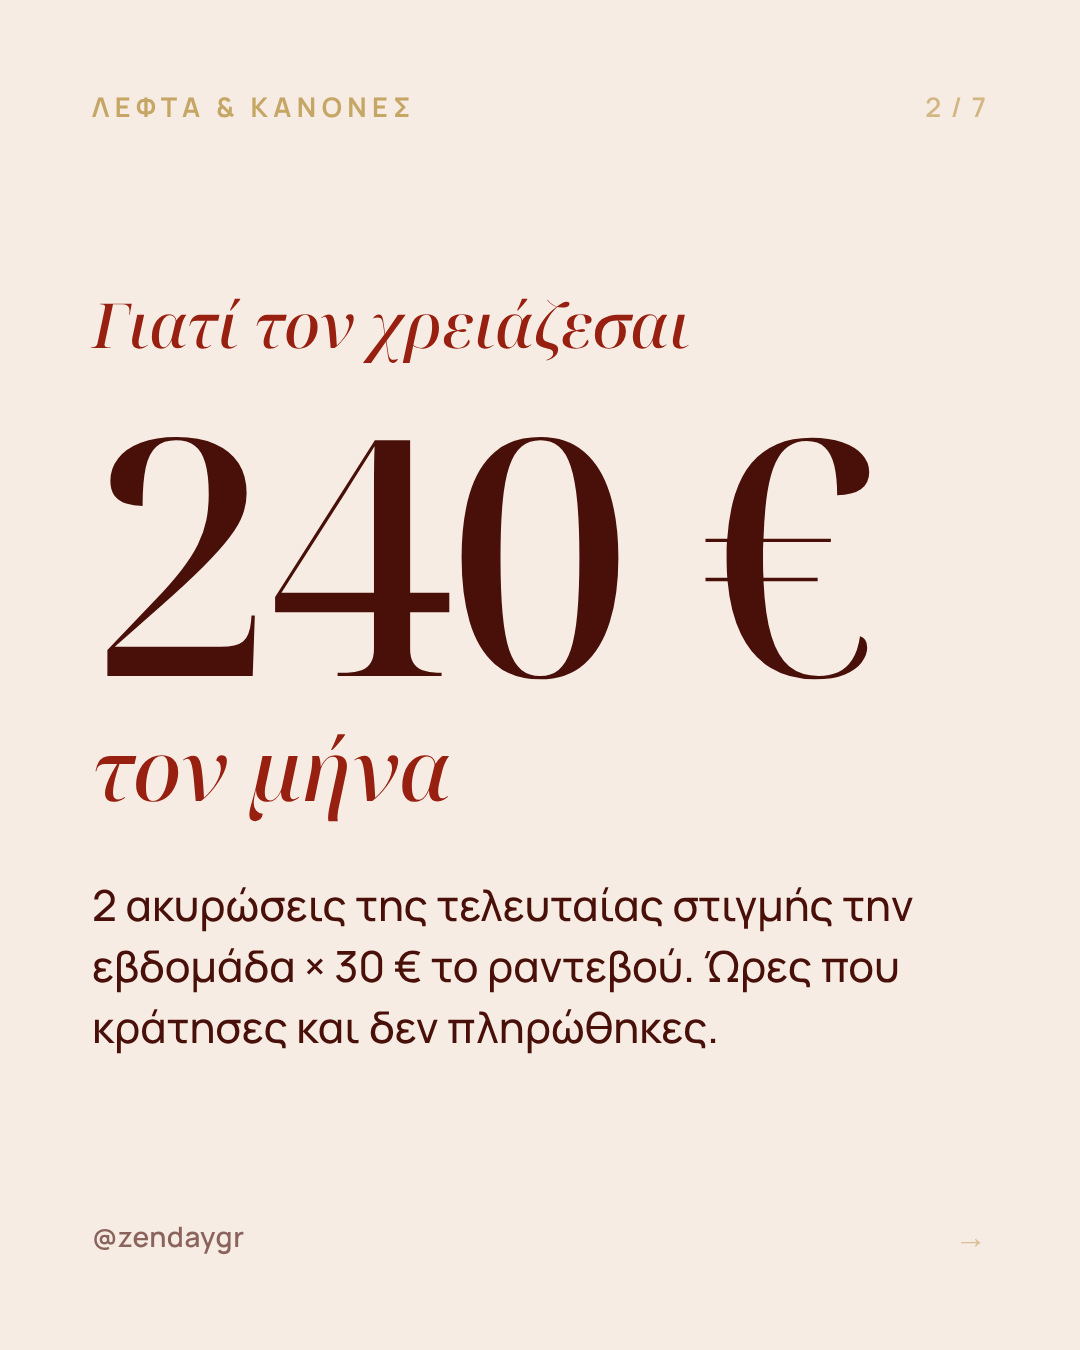 ΛΕΦΤΑ & ΚΑΝΟΝΕΣ
2 / 7
Γιατί τον χρειάζεσαι
240 €
τον μήνα
2 ακυρώσεις της τελευταίας στιγμής την
εβδομάδα × 30 € το ραντεβού. Ώρες που
κράτησες και δεν πληρώθηκες.
@zendaygr
→